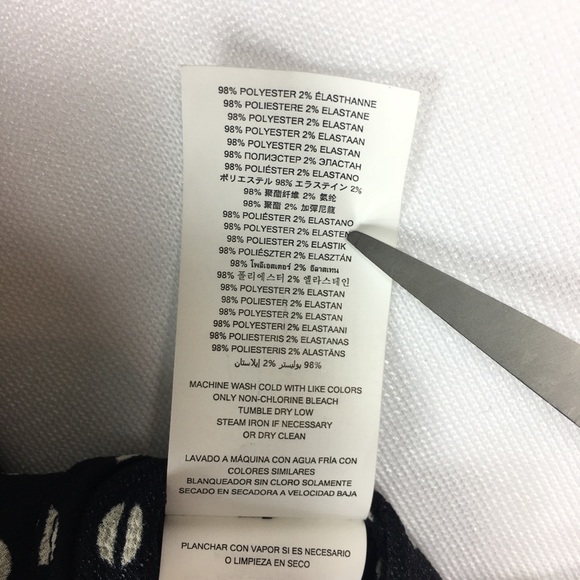 98% POLYESTER 2% ÉLASTHANNE
98% POLIESTERE 2% ELASTANE
98% POLYESTER 2% ELASTAN
98% POLYESTER 2% ELASTAAN
98% POLYESTER 2% ELASTAN
98% ПОЛИЭСТЕР 2% ЭЛАСТАН
98% POLIÉSTER 2% ELASTANO
ポリエステル 98% エラステイン 2%
98% 聚酯纤维 2% 氨纶
98% 聚酯 2% 加彈尼龍
98% POLIÉSTER 2% ELASTANO
98% POLYESTER 2% ELASTEN
98% POLIESTER 2% ELASTIK
98% POLIÉSZTER 2% ELASZTÁN
98% โพลีเอสเตอร์ 2% อีลาสเทน
98% 폴리에스터 2% 엘라스테인
98% POLYESTER 2% ELASTAN
98% POLIESTER 2% ELASTAN
98% POLYESTER 2% ELASTAN
98% POLYESTERI 2% ELASTAANI
98% POLIESTERIS 2% ELASTANAS
98% POLIESTERIS 2% ALASTĀNS
98% بوليستر 2% إيلاستان
MACHINE WASH COLD WITH LIKE COLORS
ONLY NON-CHLORINE BLEACH
TUMBLE DRY LOW
STEAM IRON IF NECESSARY
OR DRY CLEAN
LAVADO A MÁQUINA CON AGUA FRÍA CON
COLORES SIMILARES
BLANQUEADOR SIN CLORO SOLAMENTE
SECADO EN SECADORA A VELOCIDAD BAJA
PLANCHAR CON VAPOR SI ES NECESARIO
O LIMPIEZA EN SECO